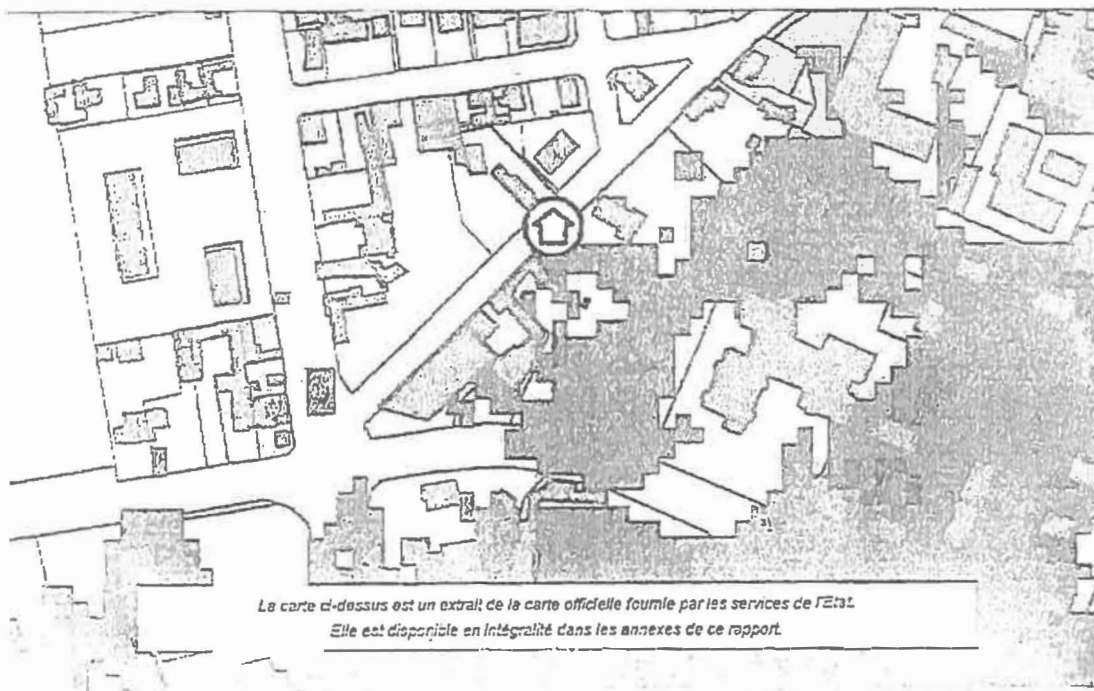 La carte ci-dessus est un extrait de la carte officielle fournie par les services de l'Etat.
Elle est disponible en intégralité dans les annexes de ce rapport.